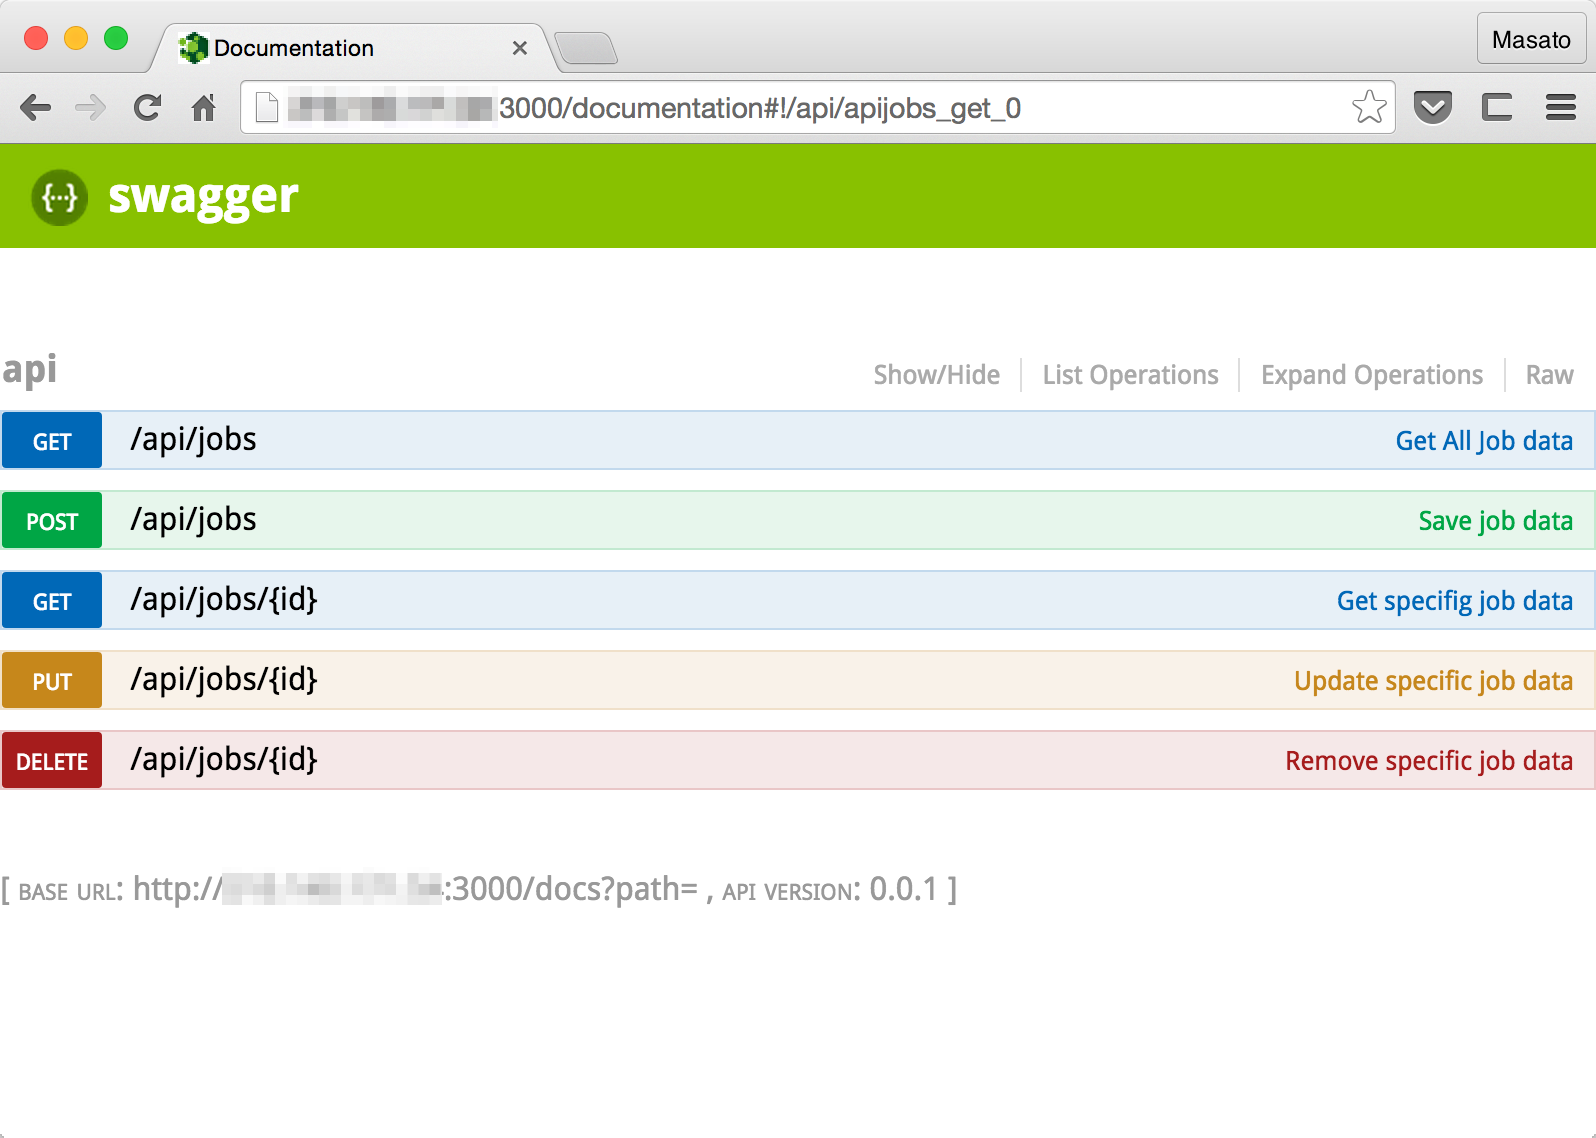 Documentation
Masato
3000/documentation#!/api/apijobs_get_0
{···} swagger
api Show/Hide List Operations Expand Operations Raw
GET /api/jobs Get All Job data
POST /api/jobs Save job data
GET /api/jobs/{id} Get specifig job data
PUT /api/jobs/{id} Update specific job data
DELETE /api/jobs/{id} Remove specific job data
[ BASE URL: http:// :3000/docs?path= , API VERSION: 0.0.1 ]